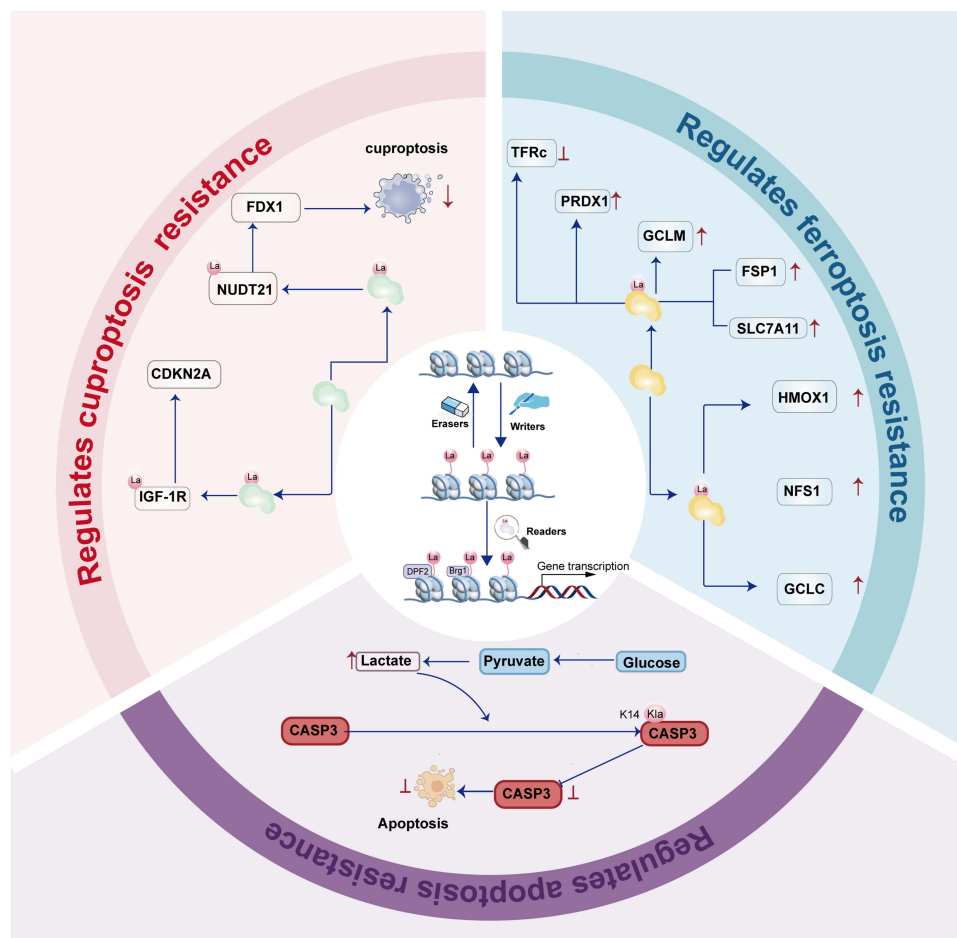 Regulates cuproptosis resistance
cuproptosis
FDX1
La
NUDT21
La
CDKN2A
La
IGF-1R
La
Regulates ferroptosis resistance
TFRc
PRDX1
GCLM
La
FSP1
SLC7A11
HMOX1
La
NFS1
GCLC
Erasers
Writers
La La La
Readers
La La La
DPF2 Brg1
Gene transcription
Lactate Pyruvate Glucose
K14 Kla
CASP3 CASP3
CASP3
Apoptosis
Regulates apoptosis resistance